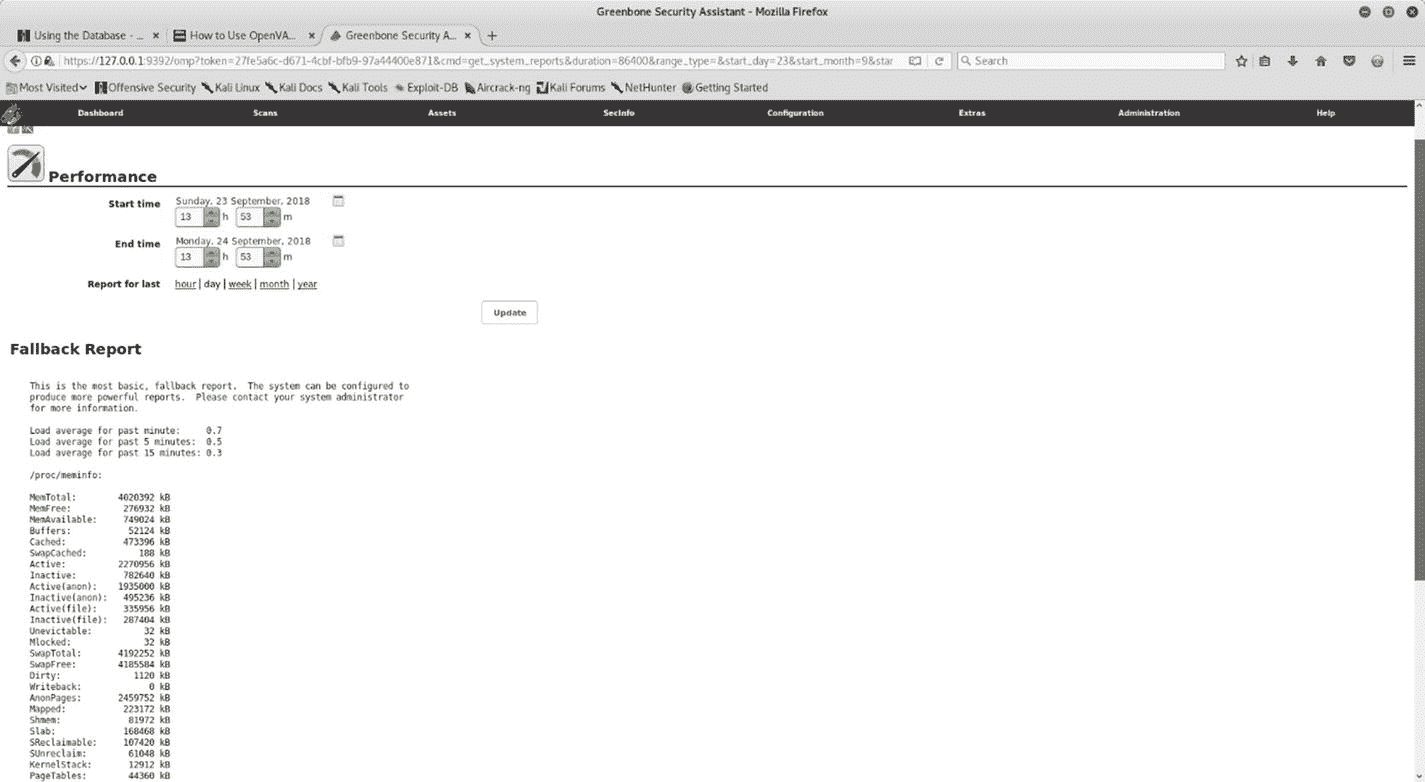 Greenbone Security Assistant - Mozilla Firefox
Using the Database - ... × How to Use OpenVA... × Greenbone Security A... × +
https://127.0.0.1:9392/omp?token=27fe5a6c-d671-4cbf-bfb9-97a44400e871&cmd=get_system_reports&duration=86400&range_type=&start_day=23&start_month=9&star Search
Most Visited Offensive Security Kali Linux Kali Docs Kali Tools Exploit-DB Aircrack-ng Kali Forums NetHunter Getting Started
Dashboard Scans Assets SecInfo Configuration Extras Administration Help
Performance
Start time Sunday, 23 September, 2018
13 h 53 m
End time Monday, 24 September, 2018
13 h 53 m
Report for last hour | day | week | month | year
Update
Fallback Report
This is the most basic, fallback report. The system can be configured to
produce more powerful reports. Please contact your system administrator
for more information.
Load average for past minute: 0.7
Load average for past 5 minutes: 0.5
Load average for past 15 minutes: 0.3
/proc/meminfo:
MemTotal: 4020392 kB
MemFree: 276932 kB
MemAvailable: 749024 kB
Buffers: 52124 kB
Cached: 473396 kB
SwapCached: 188 kB
Active: 2270956 kB
Inactive: 782640 kB
Active(anon): 1935000 kB
Inactive(anon): 495236 kB
Active(file): 335956 kB
Inactive(file): 287404 kB
Unevictable: 32 kB
Mlocked: 32 kB
SwapTotal: 4192252 kB
SwapFree: 4185584 kB
Dirty: 1120 kB
Writeback: 0 kB
AnonPages: 2459752 kB
Mapped: 223172 kB
Shmem: 81972 kB
Slab: 168468 kB
SReclaimable: 107420 kB
SUnreclaim: 61048 kB
KernelStack: 12912 kB
PageTables: 44360 kB